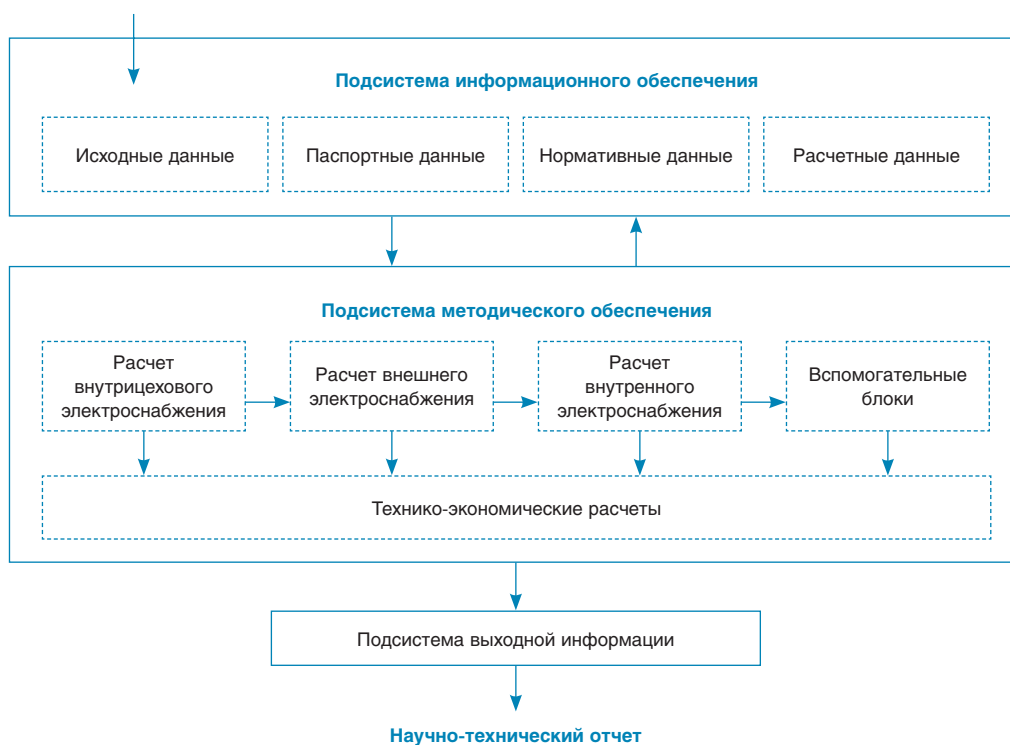 Подсистема информационного обеспечения
Исходные данные
Паспортные данные
Нормативные данные
Расчетные данные
Подсистема методического обеспечения
Расчет
внутрицехового
электроснабжения
Расчет внешнего
электроснабжения
Расчет
внутренного
электроснабжения
Вспомогательные
блоки
Технико-экономические расчеты
Подсистема выходной информации
Научно-технический отчет